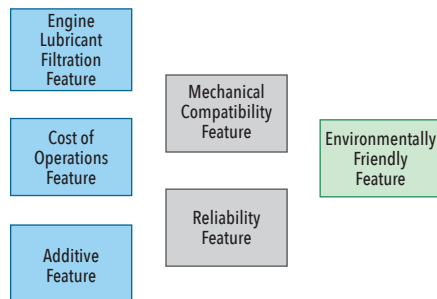 Engine
Lubricant
Filtration
Feature
Cost of
Operations
Feature
Additive
Feature
Mechanical
Compatibility
Feature
Reliability
Feature
Environmentally
Friendly
Feature